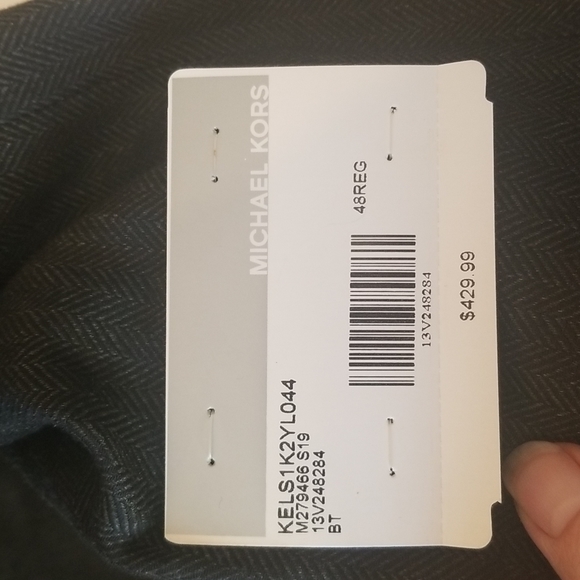 MICHAEL KORS
KELS1K2YL044
M279466 S19
13V248284
BT
48REG
13V248284
$429.99